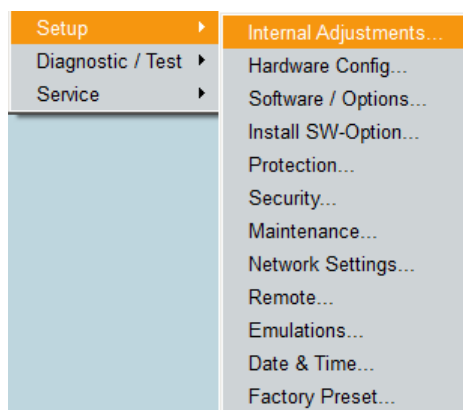 Setup
Diagnostic / Test
Service
Internal Adjustments...
Hardware Config...
Software / Options...
Install SW-Option...
Protection...
Security...
Maintenance...
Network Settings...
Remote...
Emulations...
Date & Time...
Factory Preset...